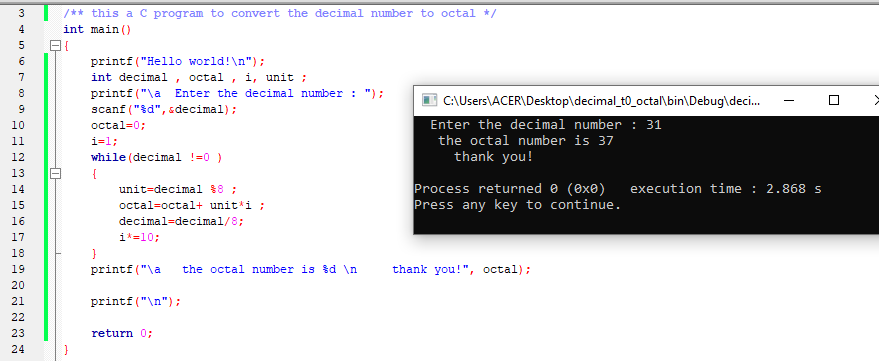 3 /** this a C program to convert the decimal number to octal */
4 int main()
5 {
6 printf("Hello world!\n");
7 int decimal , octal , i, unit ;
8 printf("\a  Enter the decimal number : ");
9 scanf("%d",&decimal);
10 octal=0;
11 i=1;
12 while(decimal !=0 )
13 {
14 unit=decimal %8 ;
15 octal=octal+ unit*i ;
16 decimal=decimal/8;
17 i*=10;
18 }
19 printf("\a   the octal number is %d \n     thank you!", octal);
20
21 printf("\n");
22
23 return 0;
24 }
C:\Users\ACER\Desktop\decimal_t0_octal\bin\Debug\deci...
Enter the decimal number : 31
the octal number is 37
thank you!
Process returned 0 (0x0)   execution time : 2.868 s
Press any key to continue.